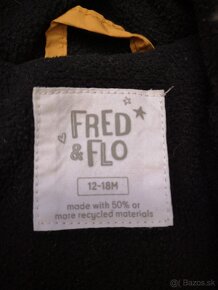 FRED
& FLO
12-18M
made with 50% or
more recycled materials
Bazos.sk